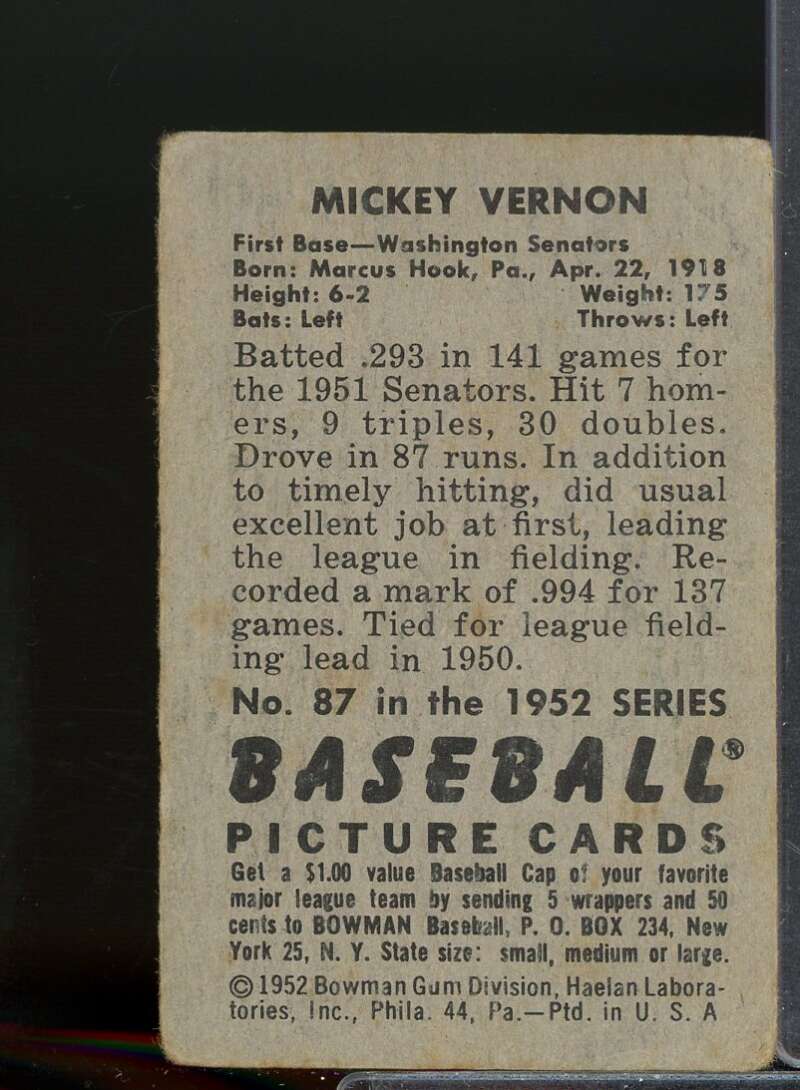 MICKEY VERNON
First Base—Washington Senators
Born: Marcus Hook, Pa., Apr. 22, 1918
Height: 6-2 Weight: 175
Bats: Left Throws: Left
Batted .293 in 141 games for
the 1951 Senators. Hit 7 hom-
ers, 9 triples, 30 doubles.
Drove in 87 runs. In addition
to timely hitting, did usual
excellent job at first, leading
the league in fielding. Re-
corded a mark of .994 for 137
games. Tied for league field-
ing lead in 1950.
No. 87 in the 1952 SERIES
BASEBALL®
PICTURE CARDS
Get a $1.00 value Baseball Cap of your favorite
major league team by sending 5 wrappers and 50
cents to BOWMAN Baseball, P. O. BOX 234, New
York 25, N. Y. State size: small, medium or large.
© 1952 Bowman Gum Division, Haelan Labora-
tories, Inc., Phila. 44, Pa.—Ptd. in U. S. A